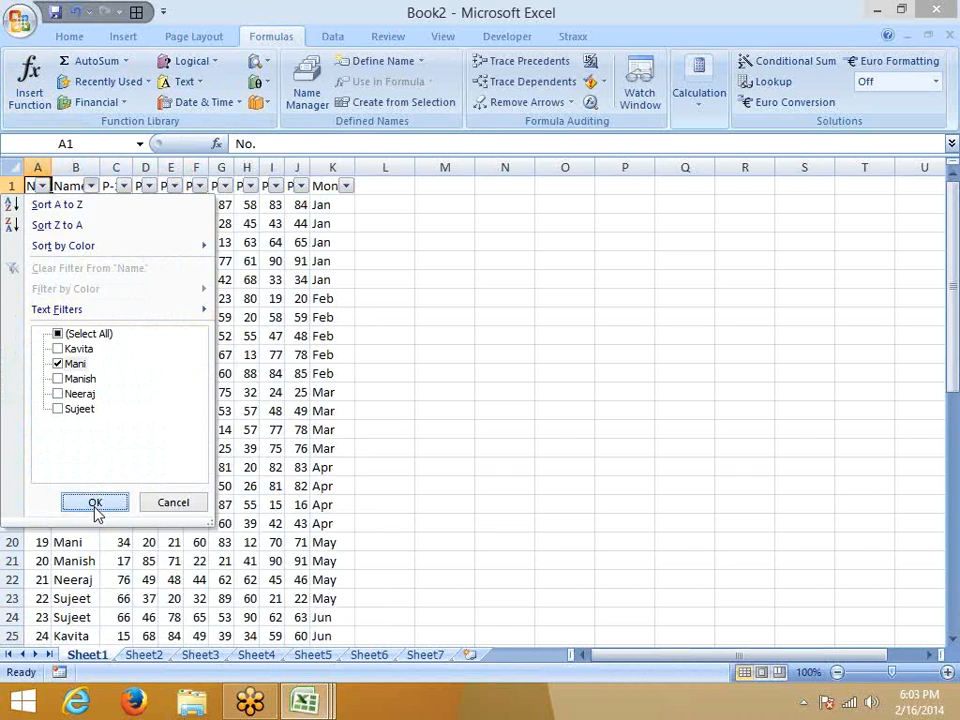 Book2 - Microsoft Excel
Home Insert Page Layout Formulas Data Review View Developer Straxx
fx Insert Function
Σ AutoSum
Recently Used
Financial
Logical
Text
Date & Time
Function Library
Name Manager
Define Name
Use in Formula
Create from Selection
Defined Names
Trace Precedents
Trace Dependents
Remove Arrows
Formula Auditing
Watch Window
Calculation
Conditional Sum
Lookup
Euro Conversion
Euro Formatting
Off
Solutions
A1 fx No.
A B C D E F G H I J K L M N O P Q R S T U
1 N Name P- P P P P P P P Mon
87 58 83 84 Jan
28 45 43 44 Jan
13 63 64 65 Jan
77 61 90 91 Jan
42 68 33 34 Jan
23 80 19 20 Feb
59 20 58 59 Feb
52 55 47 48 Feb
67 13 77 78 Feb
60 88 84 85 Feb
75 32 24 25 Mar
53 57 48 49 Mar
14 57 77 78 Mar
25 39 75 76 Mar
81 20 82 83 Apr
50 26 81 82 Apr
87 55 15 16 Apr
60 39 42 43 Apr
Sort A to Z
Sort Z to A
Sort by Color
Clear Filter From "Name"
Filter by Color
Text Filters
(Select All)
Kavita
Mani
Manish
Neeraj
Sujeet
OK Cancel
20 19 Mani 34 20 21 60 83 12 70 71 May
21 20 Manish 17 85 71 22 21 41 90 91 May
22 21 Neeraj 76 49 48 44 62 62 45 46 May
23 22 Sujeet 66 37 20 32 89 60 21 22 May
24 23 Sujeet 66 46 78 65 53 90 62 63 Jun
25 24 Kavita 15 68 84 49 39 34 59 60 Jun
Sheet1 Sheet2 Sheet3 Sheet4 Sheet5 Sheet6 Sheet7
Ready 100%
6:03 PM
2/16/2014